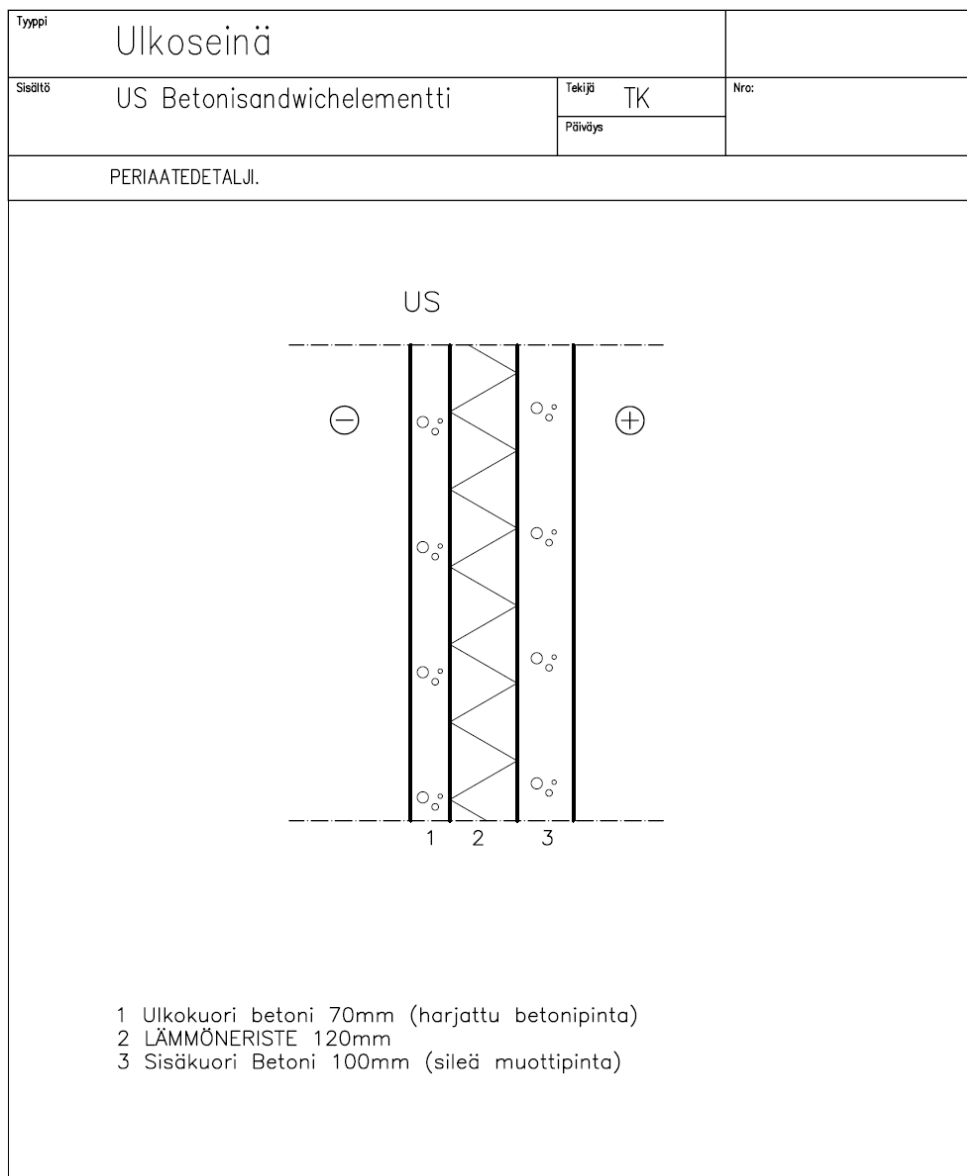 Tyyppi
Ulkoseinä
Sisältö
US Betonisandwichelementti
Tekijä
TK
Nro:
Päiväys
PERIAATEDETALJI.
US
1 2 3
1 Ulkokuori betoni 70mm (harjattu betonipinta)
2 LÄMMÖNERISTE 120mm
3 Sisäkuori Betoni 100mm (sileä muottipinta)